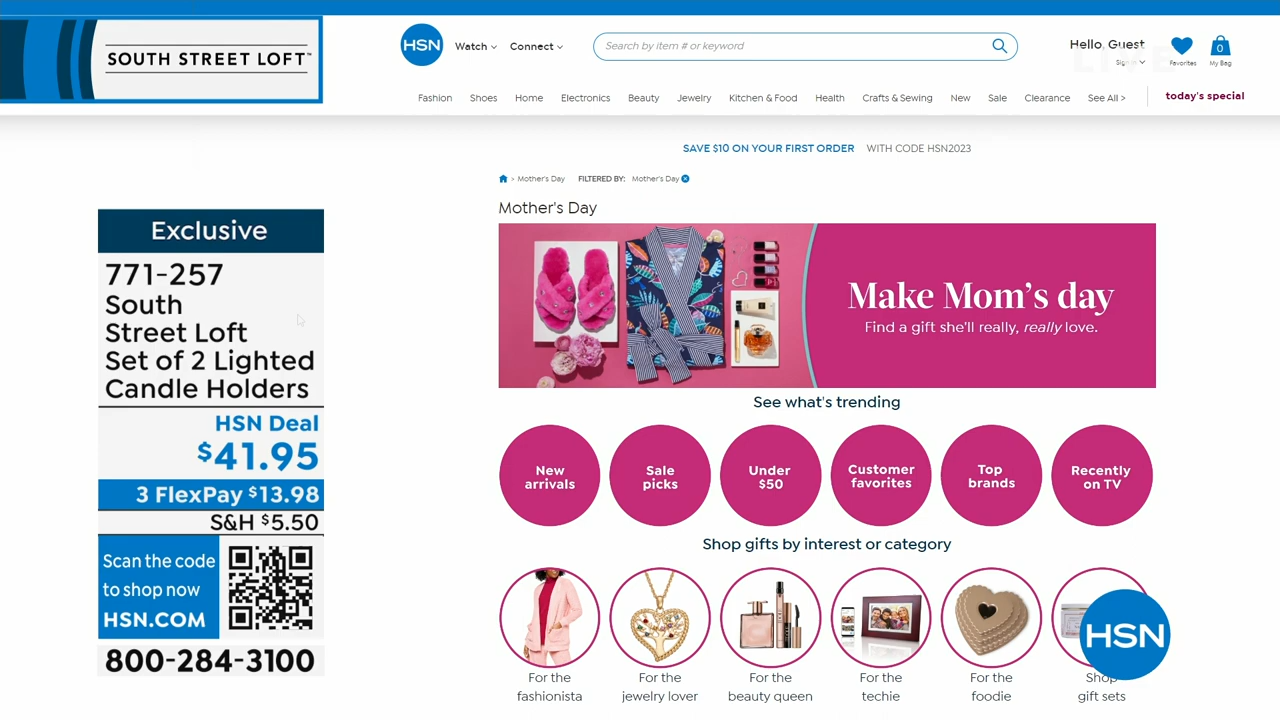 SOUTH STREET LOFT™
HSN
Watch
Connect
Search by item # or keyword
Hello, Guest
Sign In
Favorites
0
My Bag
LIVE
Fashion
Shoes
Home
Electronics
Beauty
Jewelry
Kitchen & Food
Health
Crafts & Sewing
New
Sale
Clearance
See All >
today's special
SAVE $10 ON YOUR FIRST ORDER WITH CODE HSN2023
> Mother's Day FILTERED BY: Mother's Day
Mother's Day
Make Mom's day
Find a gift she'll really, really love.
See what's trending
New
arrivals
Sale
picks
Under
$50
Customer
favorites
Top
brands
Recently
on TV
Shop gifts by interest or category
For the
fashionista
For the
jewelry lover
For the
beauty queen
For the
techie
For the
foodie
Shop
gift sets
HSN
Exclusive
771-257
South
Street Loft
Set of 2 Lighted
Candle Holders
HSN Deal
$41.95
3 FlexPay $13.98
S&H $5.50
Scan the code
to shop now
HSN.COM
800-284-3100